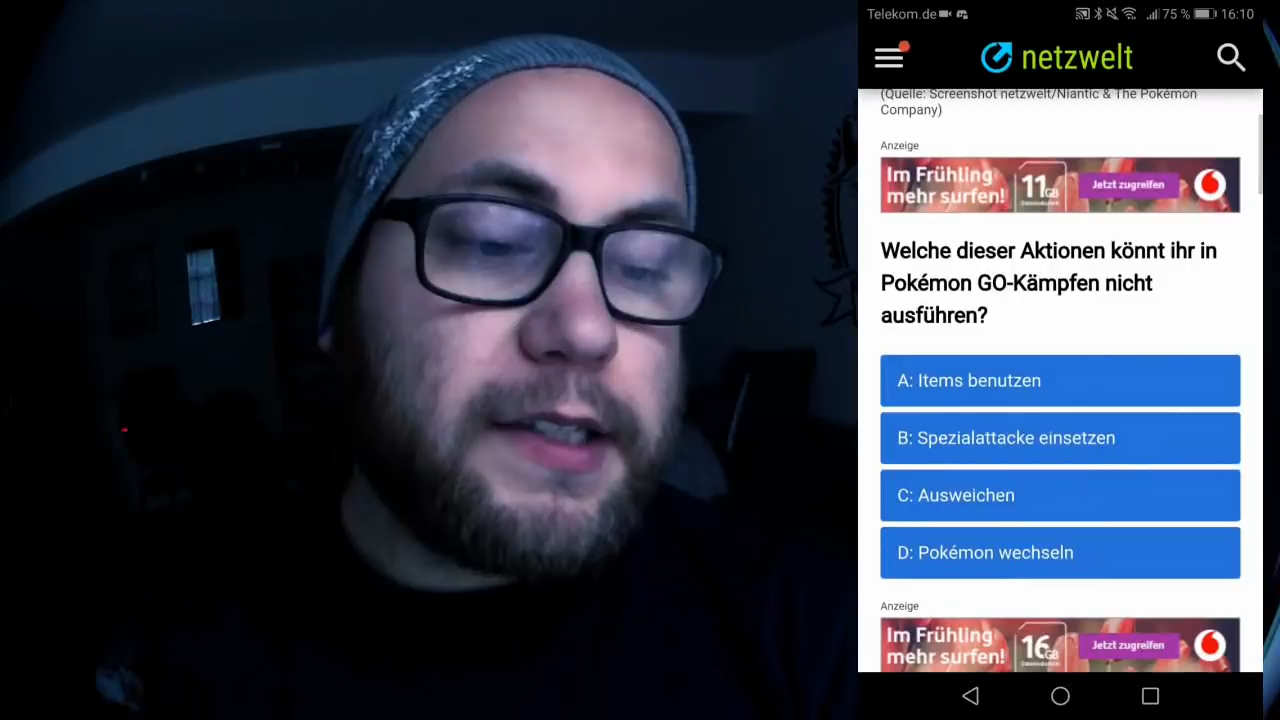 Telekom.de
75 %
16:10
netzwelt
(Quelle: Screenshot netzwelt/Niantic & The Pokémon
Company)
Anzeige
Im Frühling
mehr surfen!
11GB
Jetzt zugreifen
Welche dieser Aktionen könnt ihr in
Pokémon GO-Kämpfen nicht
ausführen?
A: Items benutzen
B: Spezialattacke einsetzen
C: Ausweichen
D: Pokémon wechseln
Anzeige
Im Frühling
mehr surfen!
16GB
Jetzt zugreifen